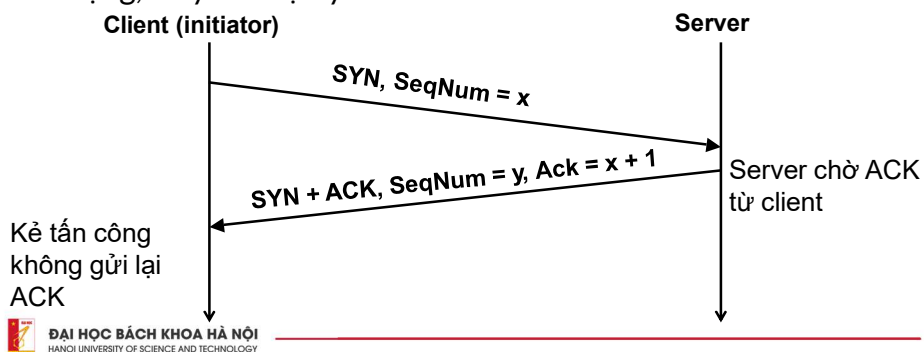 Client (initiator)
Server
SYN, SeqNum = x
SYN + ACK, SeqNum = y, Ack = x + 1
Server chờ ACK
từ client
Kẻ tấn công
không gửi lại
ACK
ĐẠI HỌC BÁCH KHOA HÀ NỘI
HANOI UNIVERSITY OF SCIENCE AND TECHNOLOGY